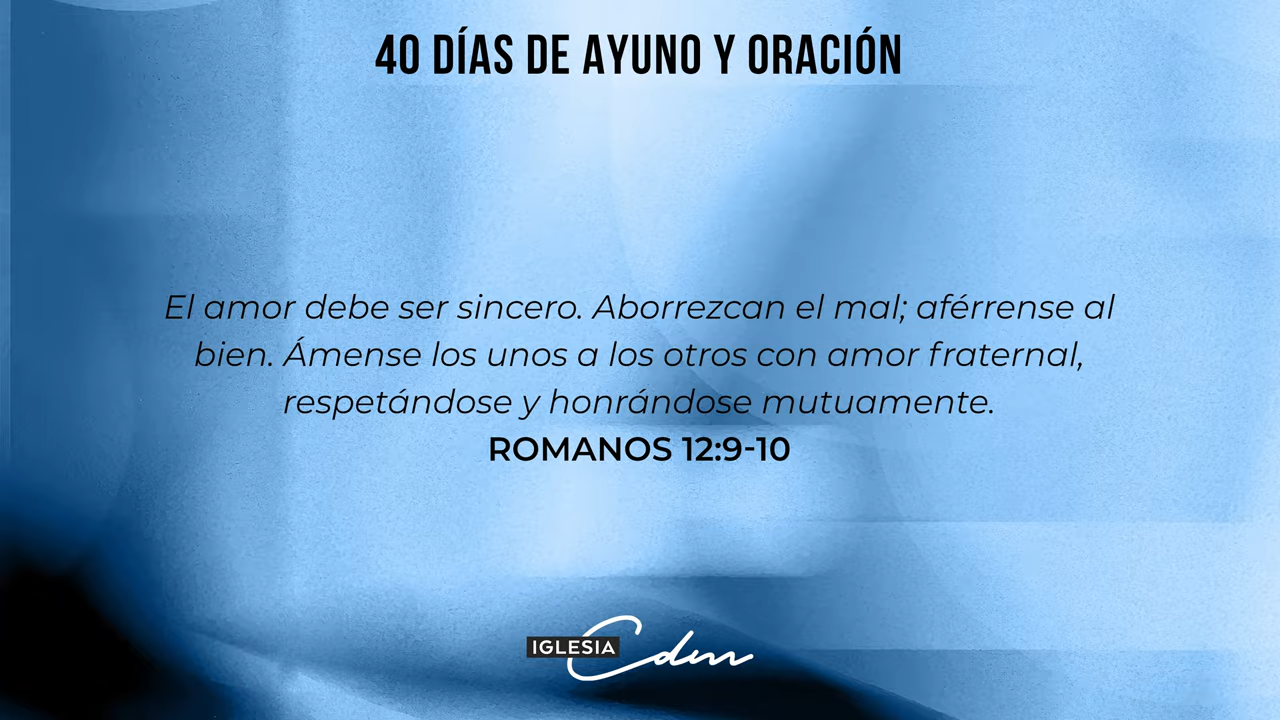 40 DÍAS DE AYUNO Y ORACIÓN
El amor debe ser sincero. Aborrezcan el mal; aférrense al
bien. Ámense los unos a los otros con amor fraternal,
respetándose y honrándose mutuamente.
ROMANOS 12:9-10
IGLESIA Cdm